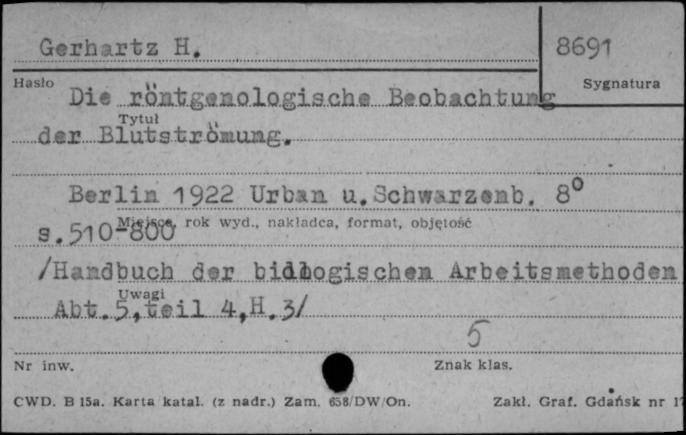 Gerhartz H.
8691
Hasło
Sygnatura
Die röntgenologische Beobachtung
Tytuł
der Blutströmung.
Berlin 1922 Urban u. Schwarzenb. 8⁰
Miejsce, rok wyd., nakładca, format, objętość
s.510-800
/Handbuch der biologischen Arbeitsmethoden
Uwagi
Abt.5,teil 4,H.3/
5
Nr inw.
Znak klas.
CWD. B 15a. Karta katal. (z nadr.) Zam. 658/DW/On.
Zakł. Graf. Gdańsk nr